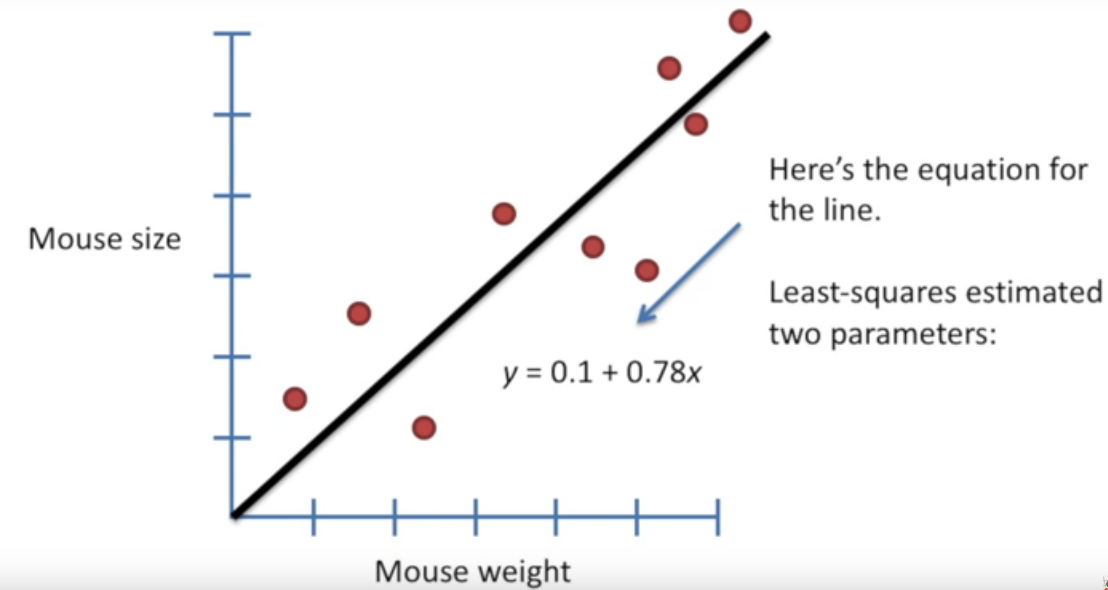 Here's the equation for
the line.
Mouse size
Least-squares estimated
two parameters:
y = 0.1 + 0.78x
Mouse weight